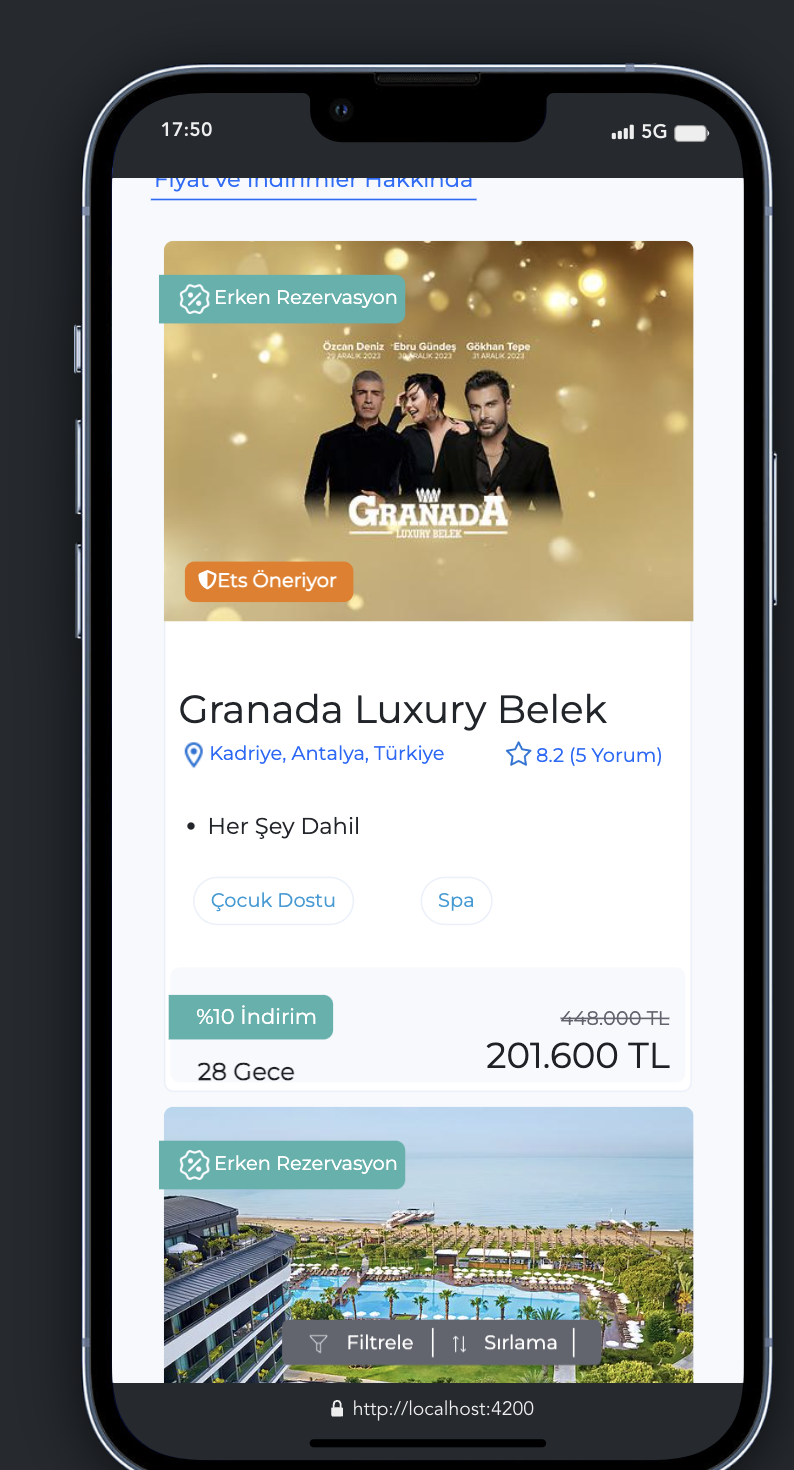 17:50
5G
Fiyat ve İndirimler Hakkında
Erken Rezervasyon
Özcan Deniz Ebru Gündeş Gökhan Tepe
29 ARALIK 2023 30 ARALIK 2023 31 ARALIK 2023
GRANADA
LUXURY BELEK
Ets Öneriyor
Granada Luxury Belek
Kadriye, Antalya, Türkiye
8.2 (5 Yorum)
• Her Şey Dahil
Çocuk Dostu
Spa
%10 İndirim
448.000 TL
201.600 TL
28 Gece
Erken Rezervasyon
Filtrele | Sırlama |
http://localhost:4200